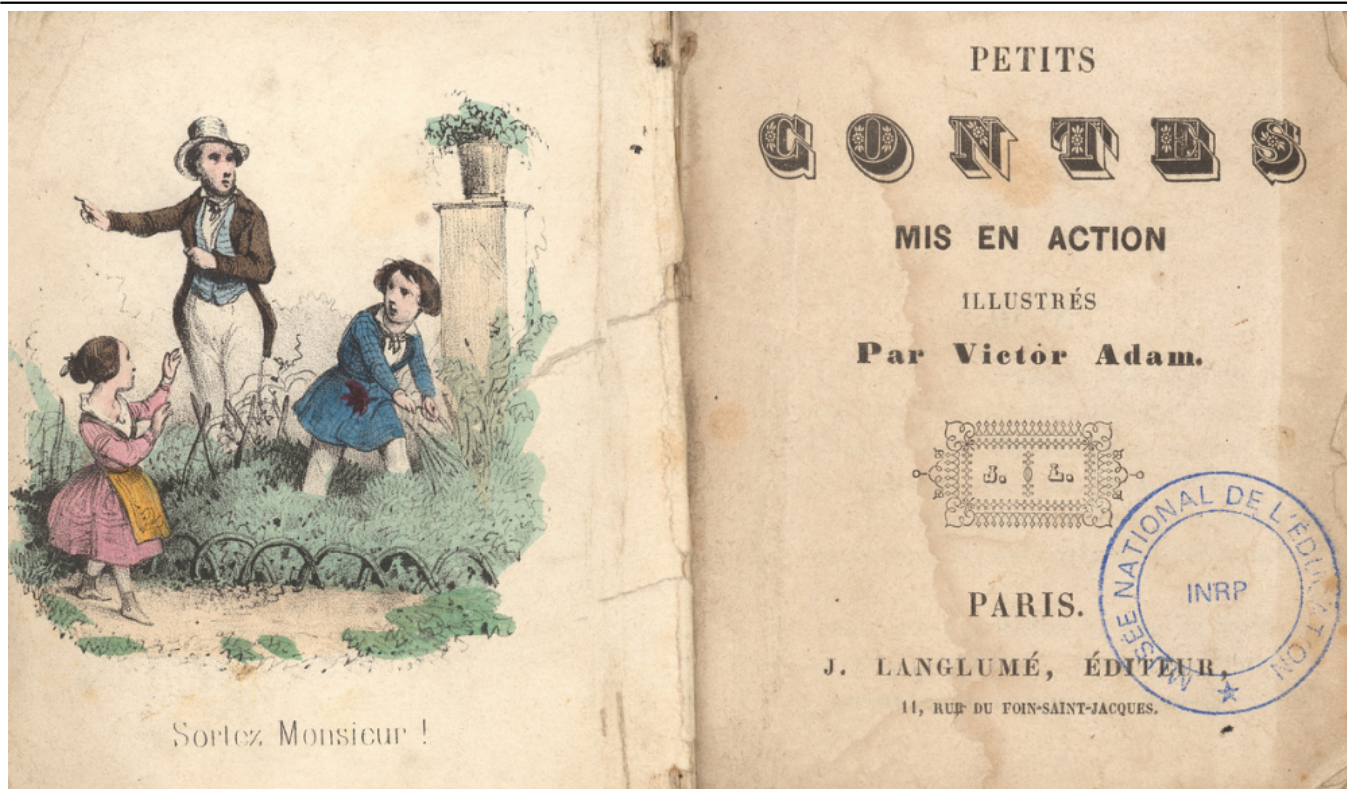 Sortez Monsieur !
PETITS
CONTES
MIS EN ACTION
ILLUSTRÉS
Par Victor Adam.
J. L.
PARIS.
J. LANGLUMÉ, ÉDITEUR,
11, RUE DU FOIN-SAINT-JACQUES.
MUSÉE NATIONAL DE L'ÉDUCATION
INRP